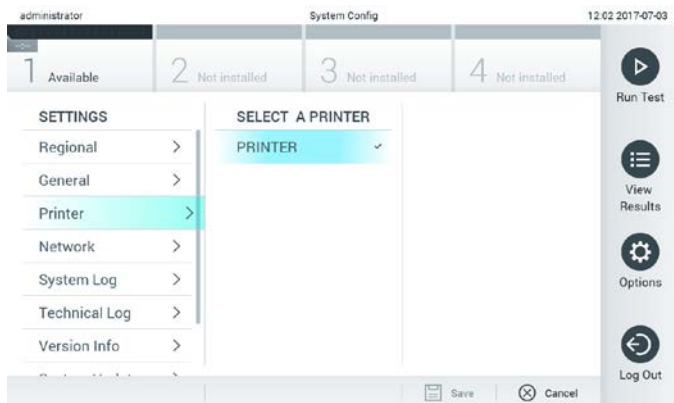 administrator System Config 12:02 2017-07-03
1 Available 2 Not installed 3 Not installed 4 Not installed
Run Test
SETTINGS
SELECT A PRINTER
Regional
PRINTER
General
View
Results
Printer
Network
System Log
Options
Technical Log
Version Info
Log Out
Save Cancel